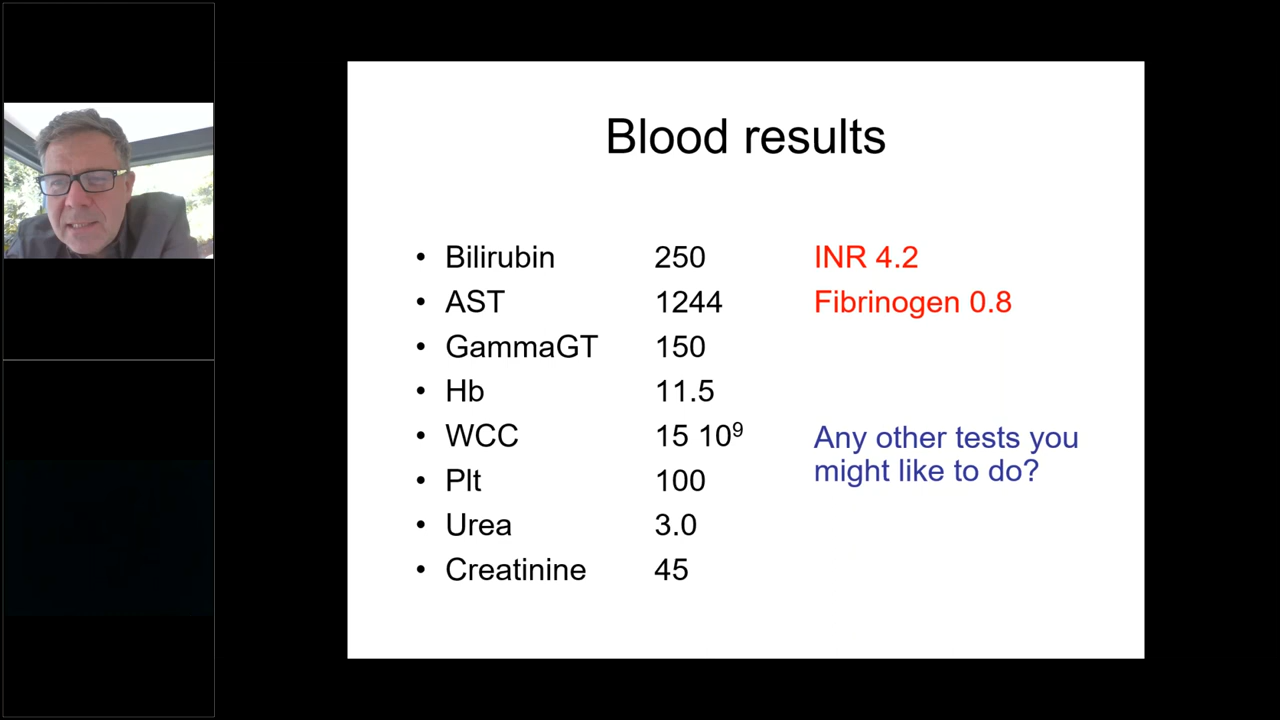 Blood results
• Bilirubin 250 INR 4.2
• AST 1244 Fibrinogen 0.8
• GammaGT 150
• Hb 11.5
• WCC 15 10⁹ Any other tests you
might like to do?
• Plt 100
• Urea 3.0
• Creatinine 45